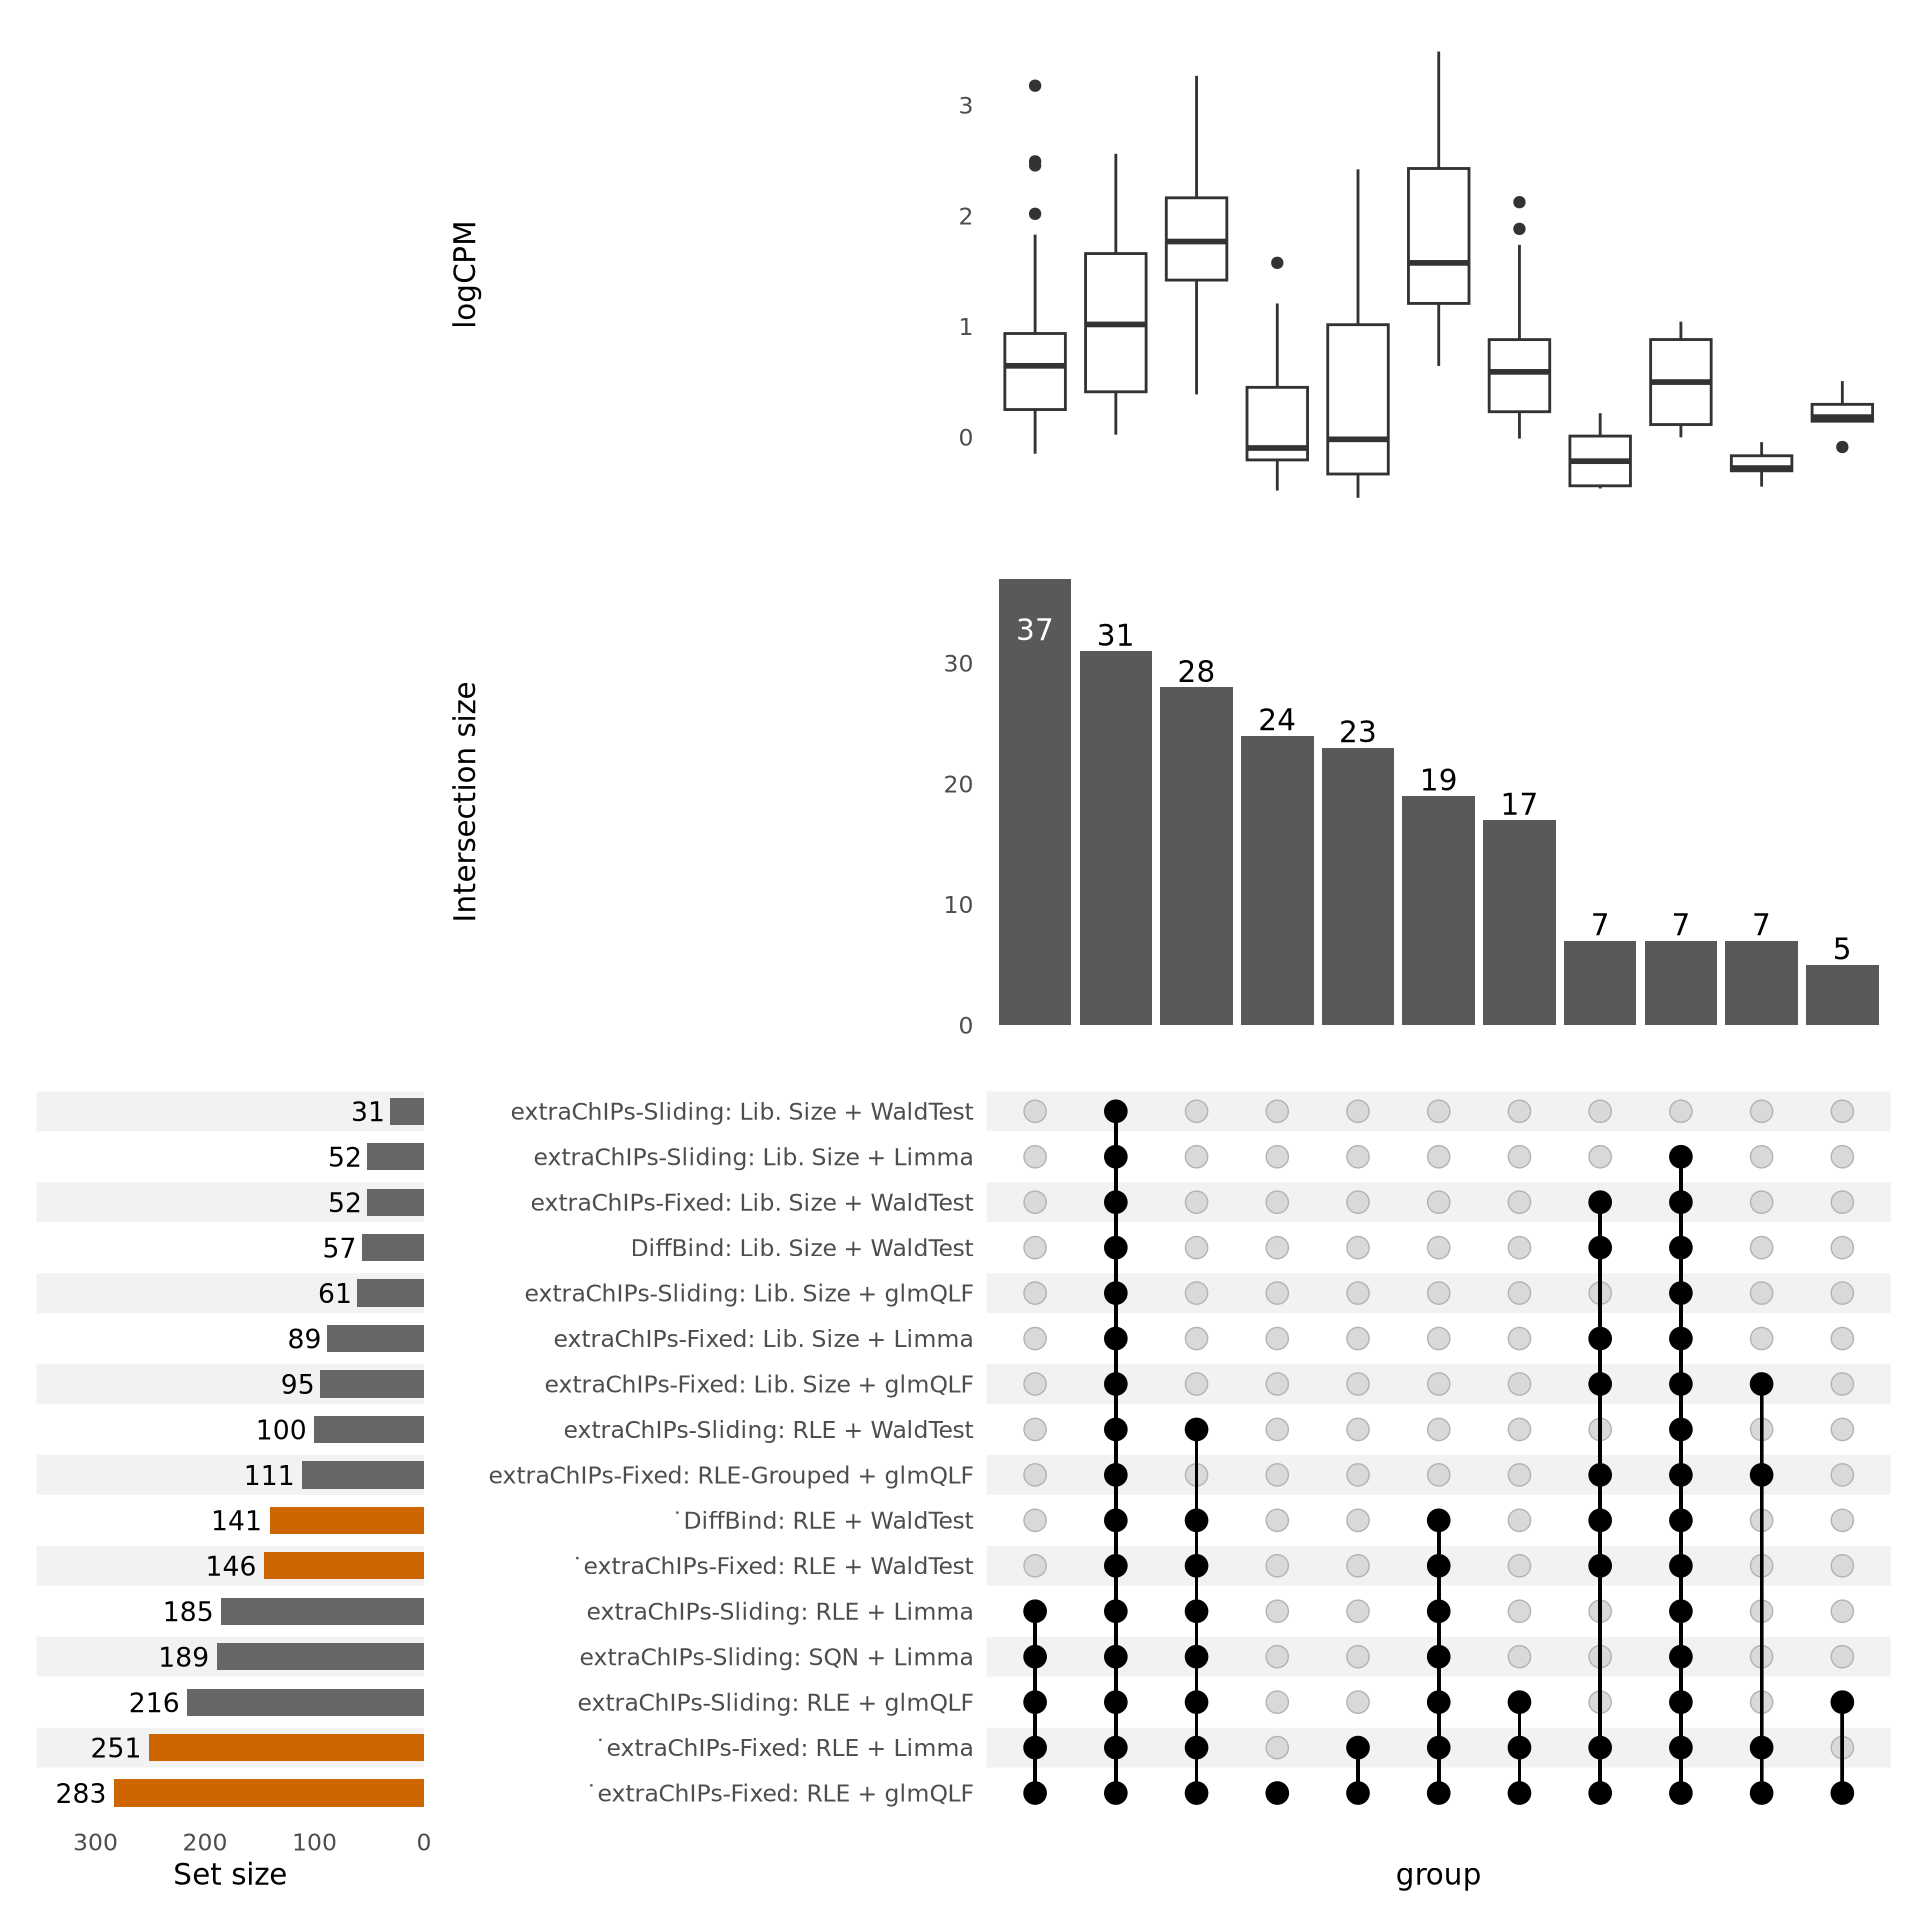 logCPM
3
2
1
0
Intersection size
37
31
28
24
23
19
17
7
7
7
5
30
20
10
0
31 extraChIPs-Sliding: Lib. Size + WaldTest
52 extraChIPs-Sliding: Lib. Size + Limma
52 extraChIPs-Fixed: Lib. Size + WaldTest
57 DiffBind: Lib. Size + WaldTest
61 extraChIPs-Sliding: Lib. Size + glmQLF
89 extraChIPs-Fixed: Lib. Size + Limma
95 extraChIPs-Fixed: Lib. Size + glmQLF
100 extraChIPs-Sliding: RLE + WaldTest
111 extraChIPs-Fixed: RLE-Grouped + glmQLF
141 ˙DiffBind: RLE + WaldTest
146 ˙extraChIPs-Fixed: RLE + WaldTest
185 extraChIPs-Sliding: RLE + Limma
189 extraChIPs-Sliding: SQN + Limma
216 extraChIPs-Sliding: RLE + glmQLF
251 ˙extraChIPs-Fixed: RLE + Limma
283 ˙extraChIPs-Fixed: RLE + glmQLF
300 200 100 0
Set size
group